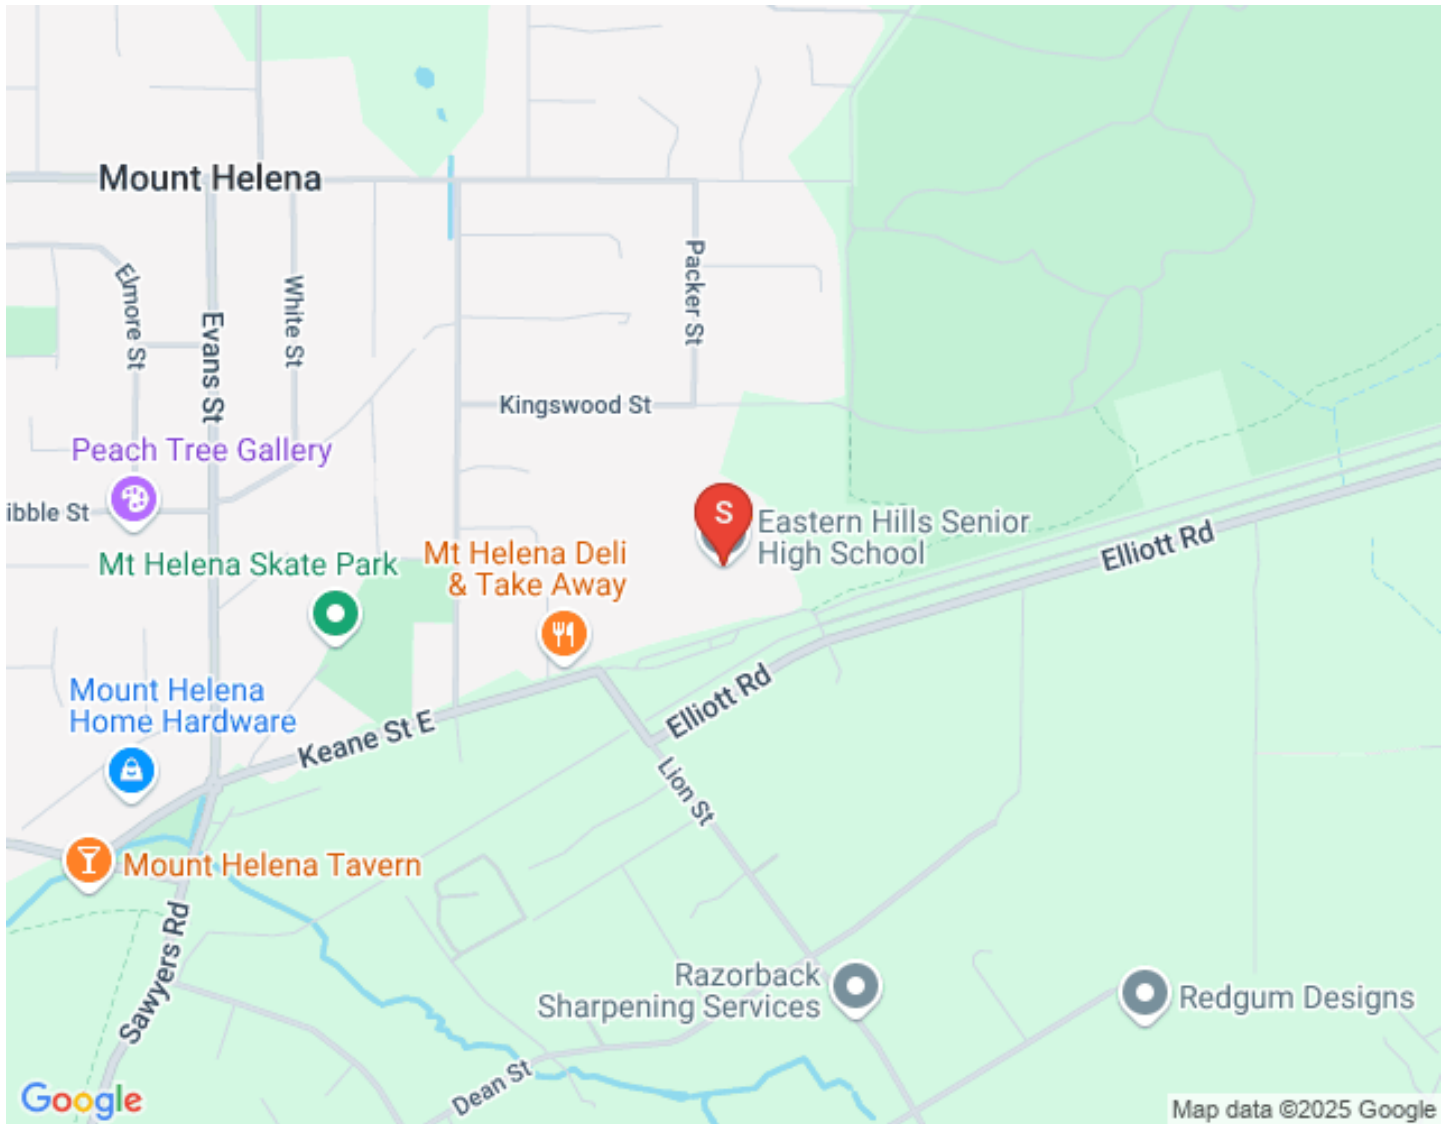 Mount Helena
Elmore St
White St
Evans St
Packer St
Kingswood St
Peach Tree Gallery
ibble St
S
Eastern Hills Senior
High School
Elliott Rd
Mt Helena Skate Park
Mt Helena Deli
& Take Away
Mount Helena
Home Hardware
Keane St E
Elliott Rd
Lion St
Mount Helena Tavern
Sawyers Rd
Razorback
Sharpening Services
Redgum Designs
Dean St
Google
Map data ©2025 Google